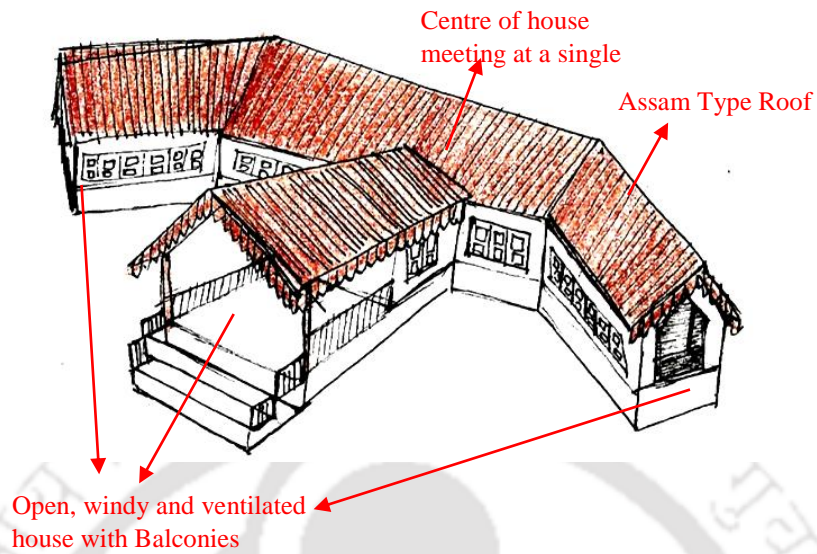 Centre of house
meeting at a single
Assam Type Roof
Open, windy and ventilated
house with Balconies